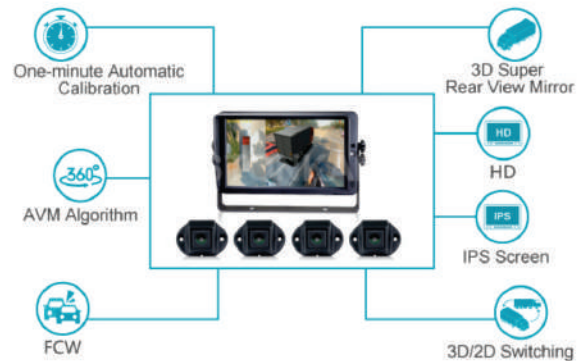 One-minute Automatic
Calibration
3D Super
Rear View Mirror
HD
HD
360°
AVM Algorithm
IPS
IPS Screen
FCW
3D/2D Switching